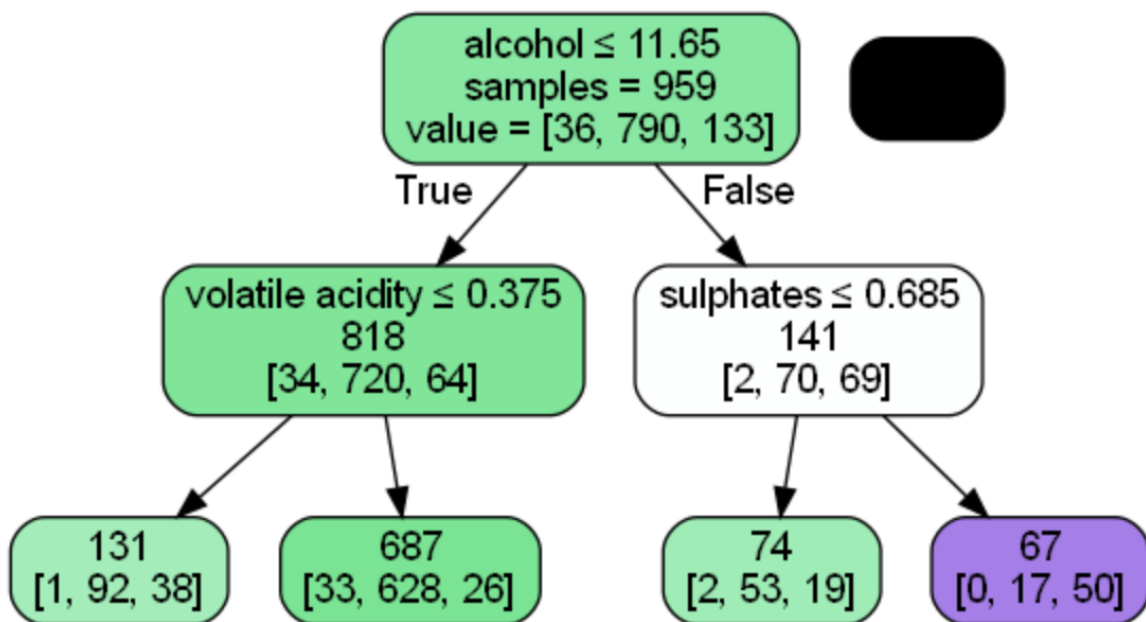 alcohol ≤ 11.65
samples = 959
value = [36, 790, 133]
True
False
volatile acidity ≤ 0.375
818
[34, 720, 64]
sulphates ≤ 0.685
141
[2, 70, 69]
131
[1, 92, 38]
687
[33, 628, 26]
74
[2, 53, 19]
67
[0, 17, 50]